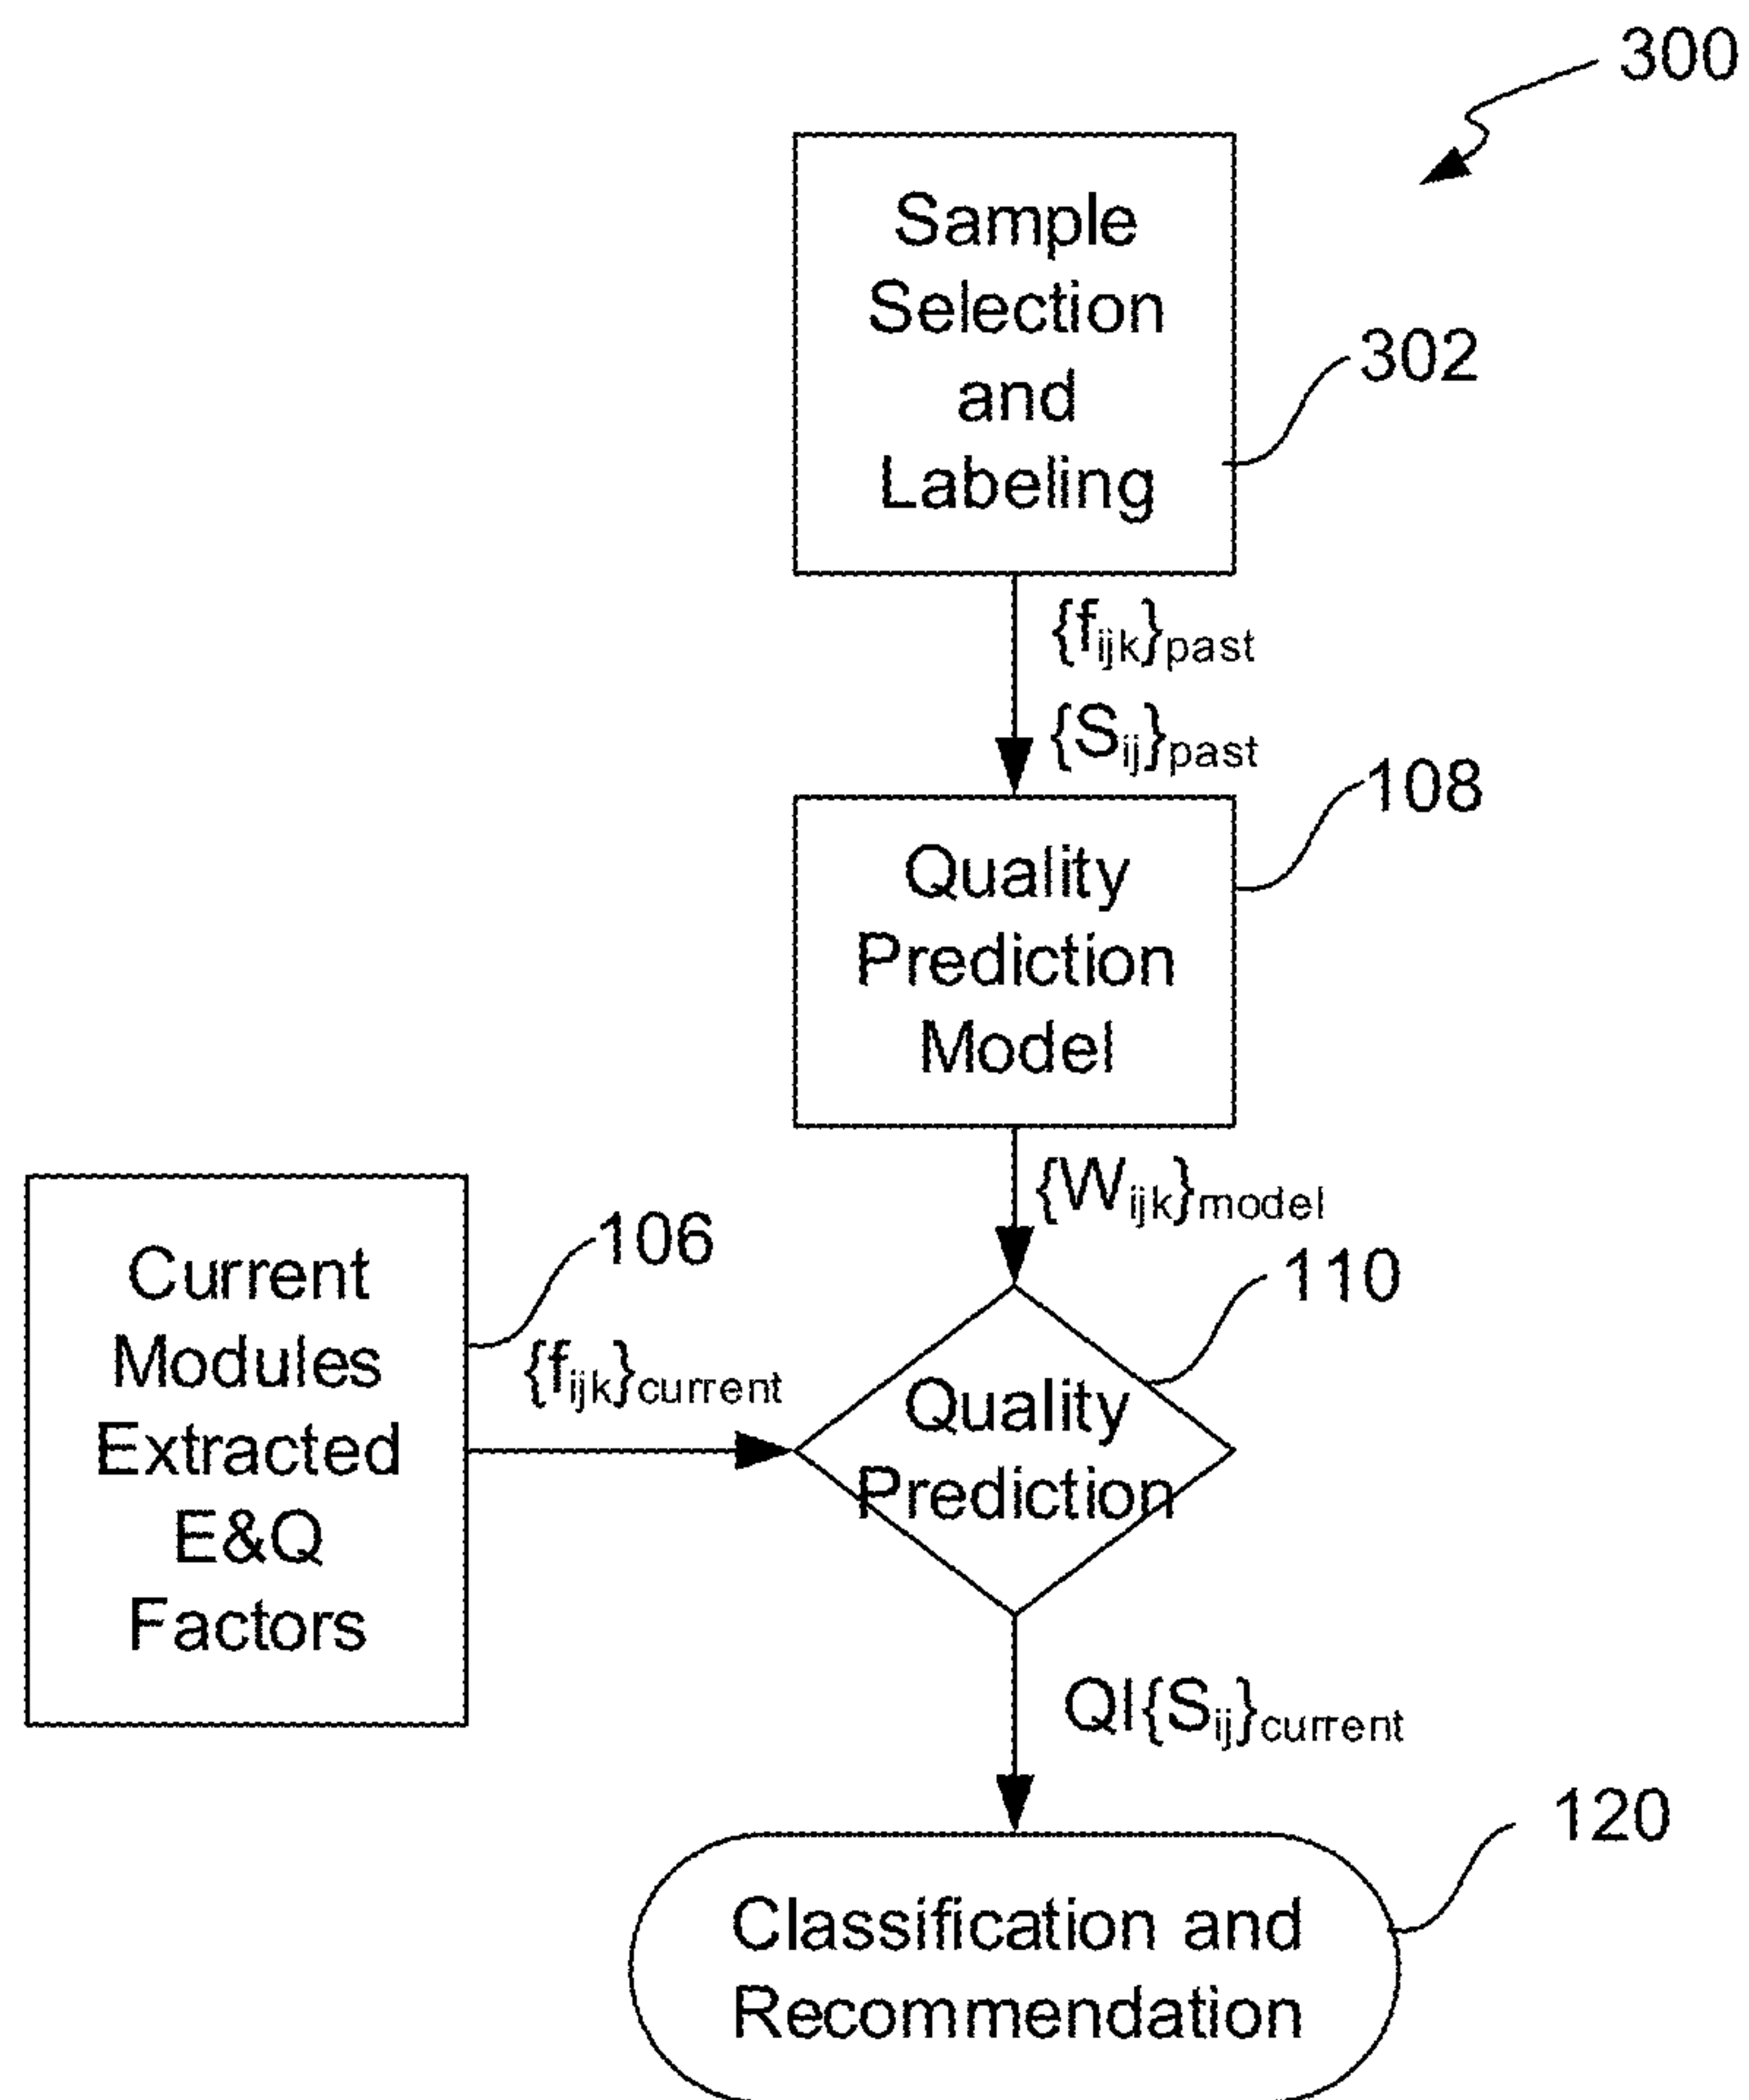 300
Sample
Selection
and
Labeling
302
{fijk}past
{Sij}past
108
Quality
Prediction
Model
{Wijk}model
106
Current
Modules
Extracted
E&Q
Factors
{fijk}current
110
Quality
Prediction
QI{Sij}current
120
Classification and
Recommendation